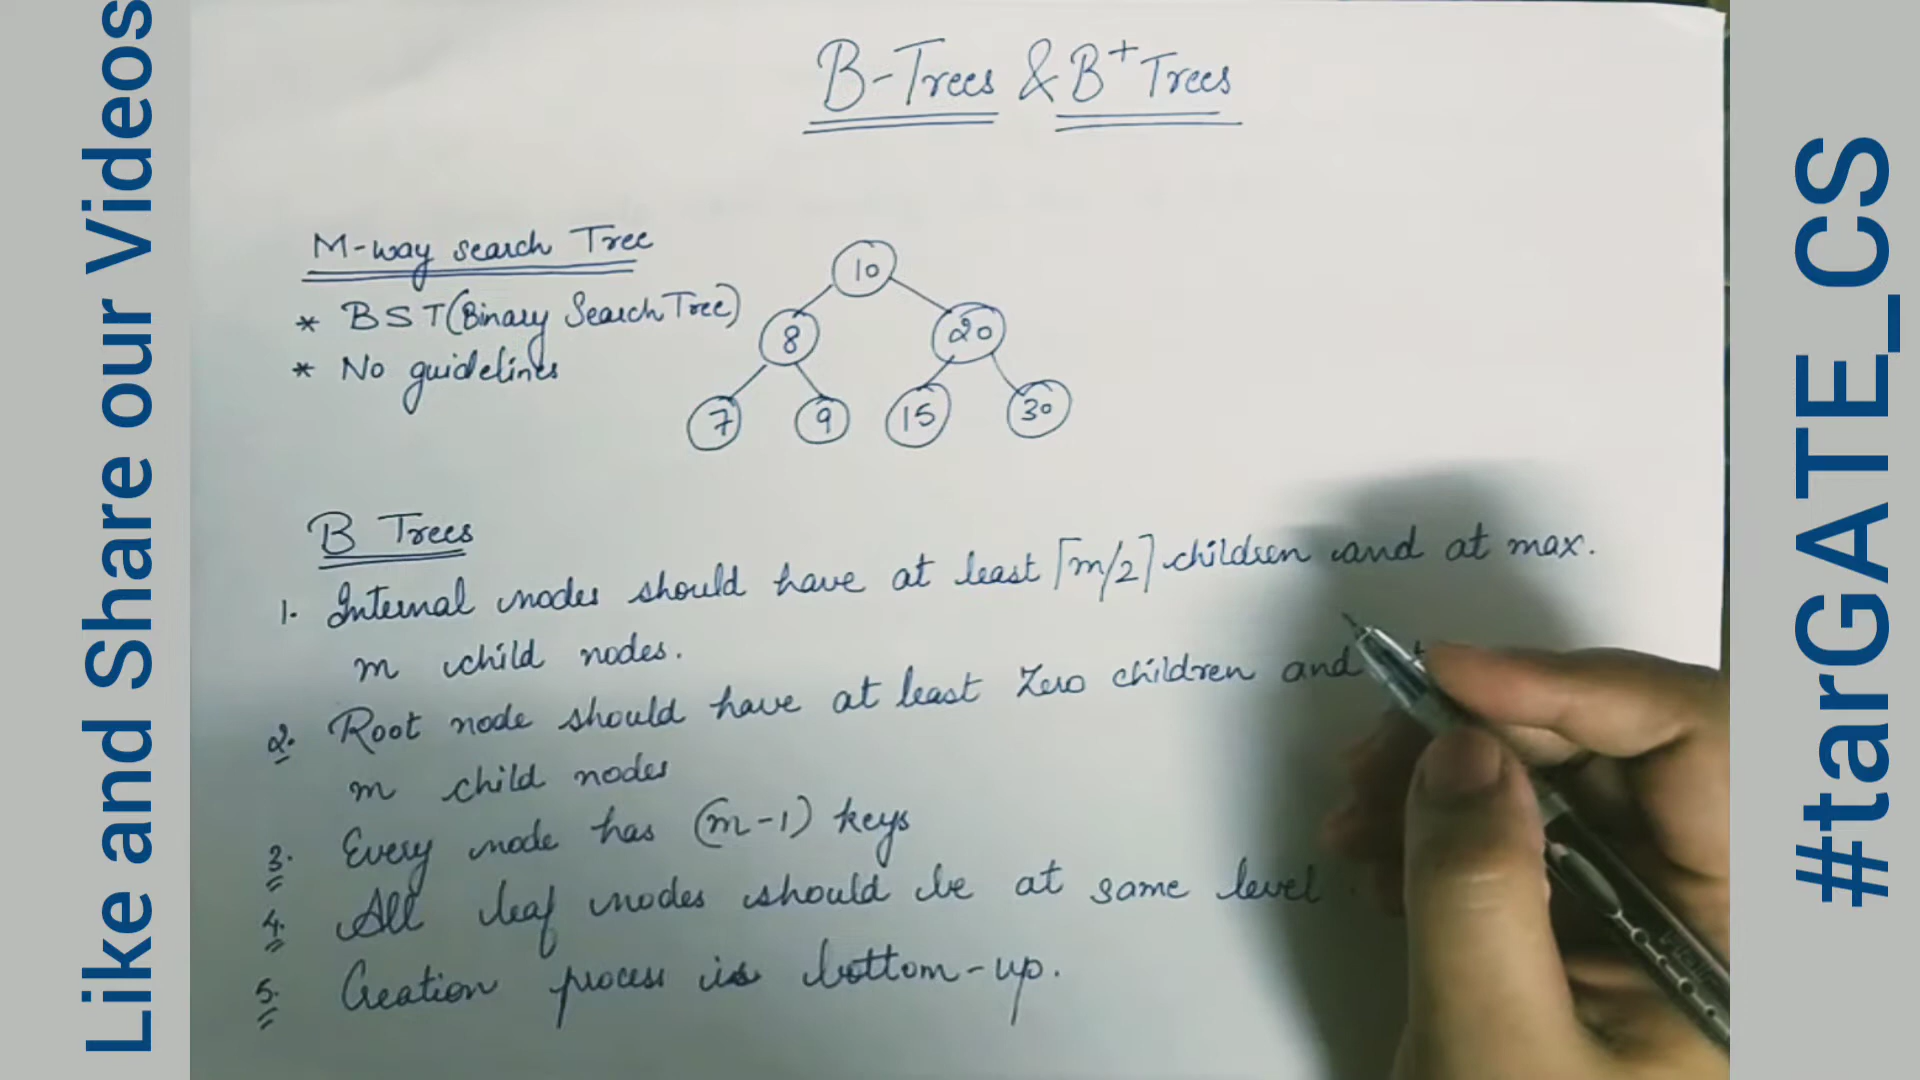 Like and Share our Videos
B-Trees & B+ Trees
M-way search Tree
* BST(Binary Search Tree)
* No guidelines
10
8
20
7
9
15
30
B Trees
1. Internal nodes should have at least ⌈m/2⌉ children and at max.
m child nodes.
2. Root node should have at least Zero children and
m child nodes
3. Every node has (m-1) keys
4. All leaf nodes should be at same level.
5. Creation process is bottom-up.
#tarGATE_CS